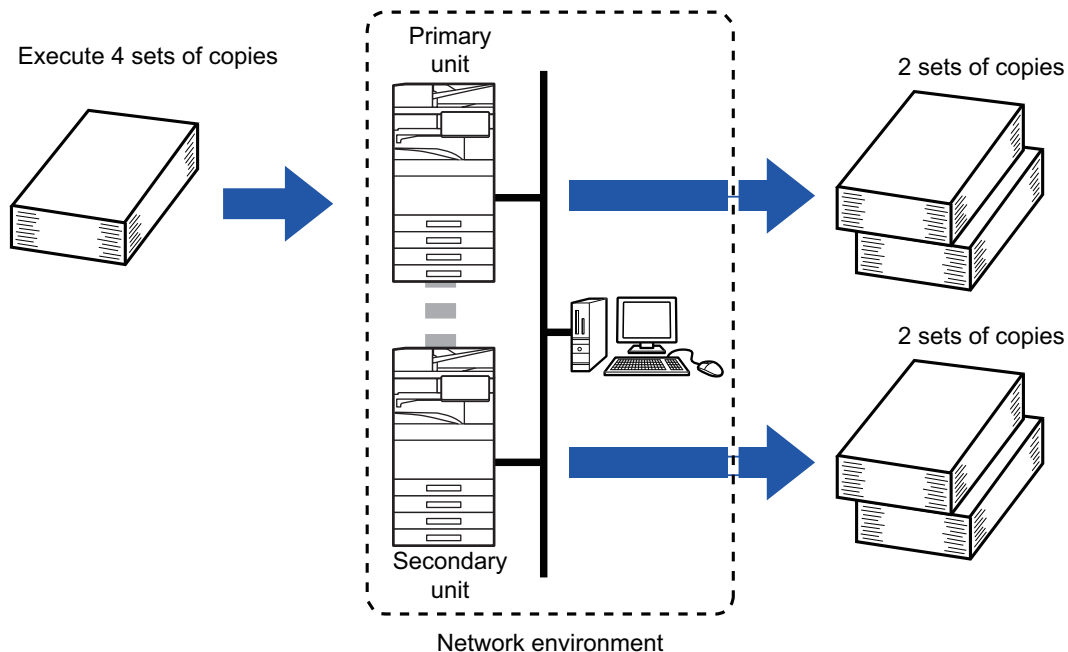 Execute 4 sets of copies
Primary
unit
2 sets of copies
2 sets of copies
Secondary
unit
Network environment